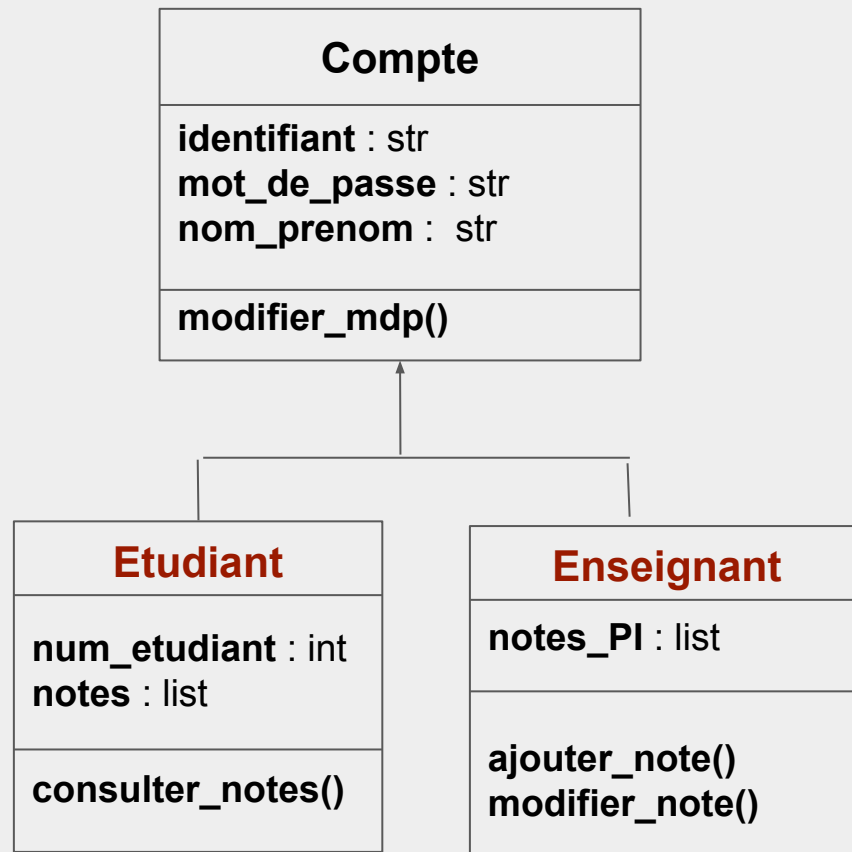 Compte
identifiant : str
mot_de_passe : str
nom_prenom : str
modifier_mdp()
Etudiant
num_etudiant : int
notes : list
consulter_notes()
Enseignant
notes_PI : list
ajouter_note()
modifier_note()